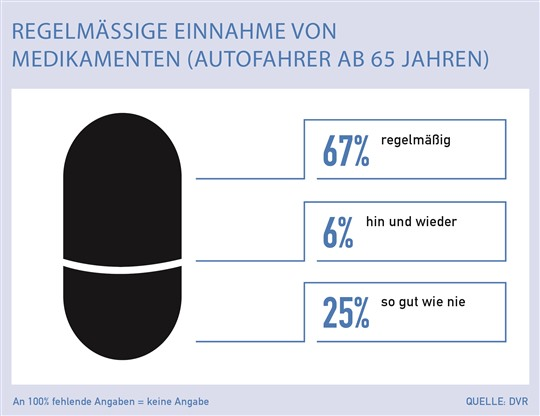 REGELMÄSSIGE EINNAHME VON
MEDIKAMENTEN (AUTOFAHRER AB 65 JAHREN)
67% regelmäßig
6% hin und wieder
25% so gut wie nie
An 100% fehlende Angaben = keine Angabe
QUELLE: DVR